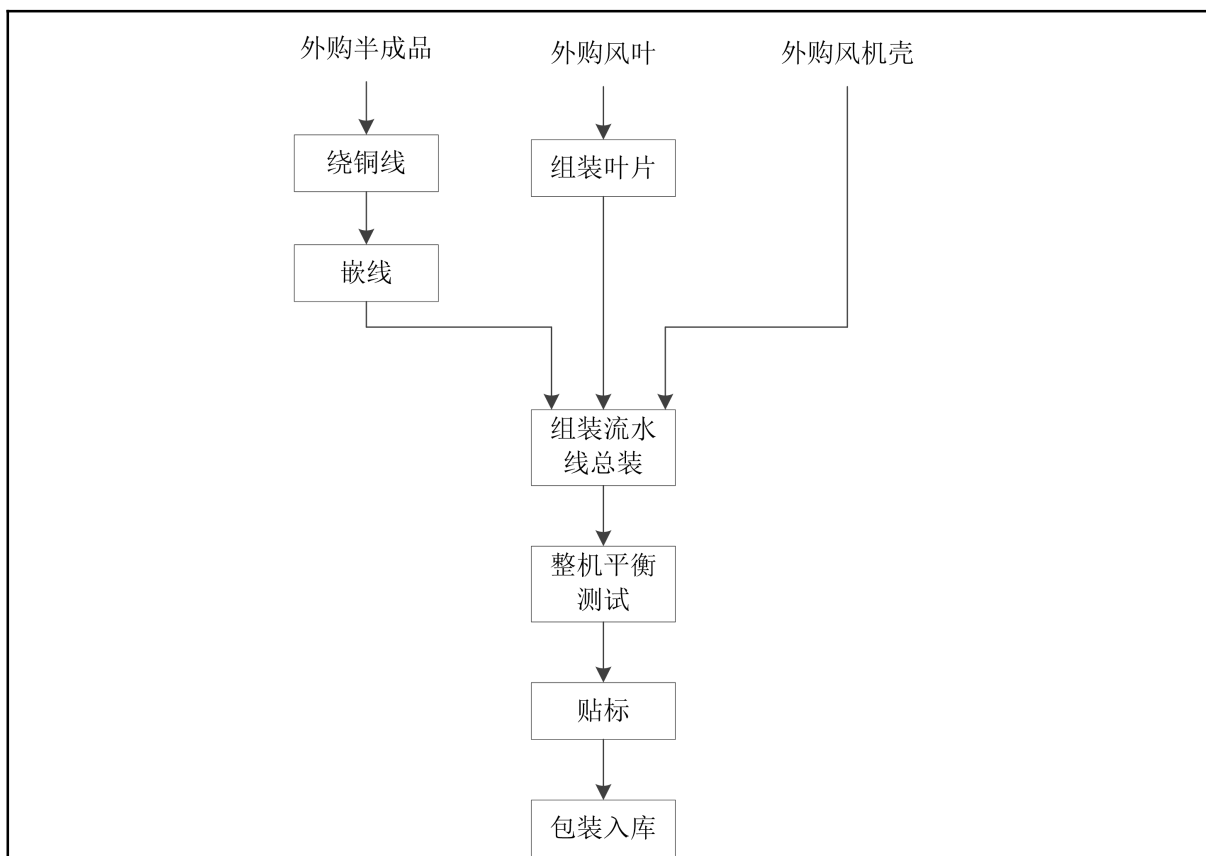 外购半成品
外购风叶
外购风机壳
绕铜线
组装叶片
嵌线
组装流水
线总装
整机平衡
测试
贴标
包装入库